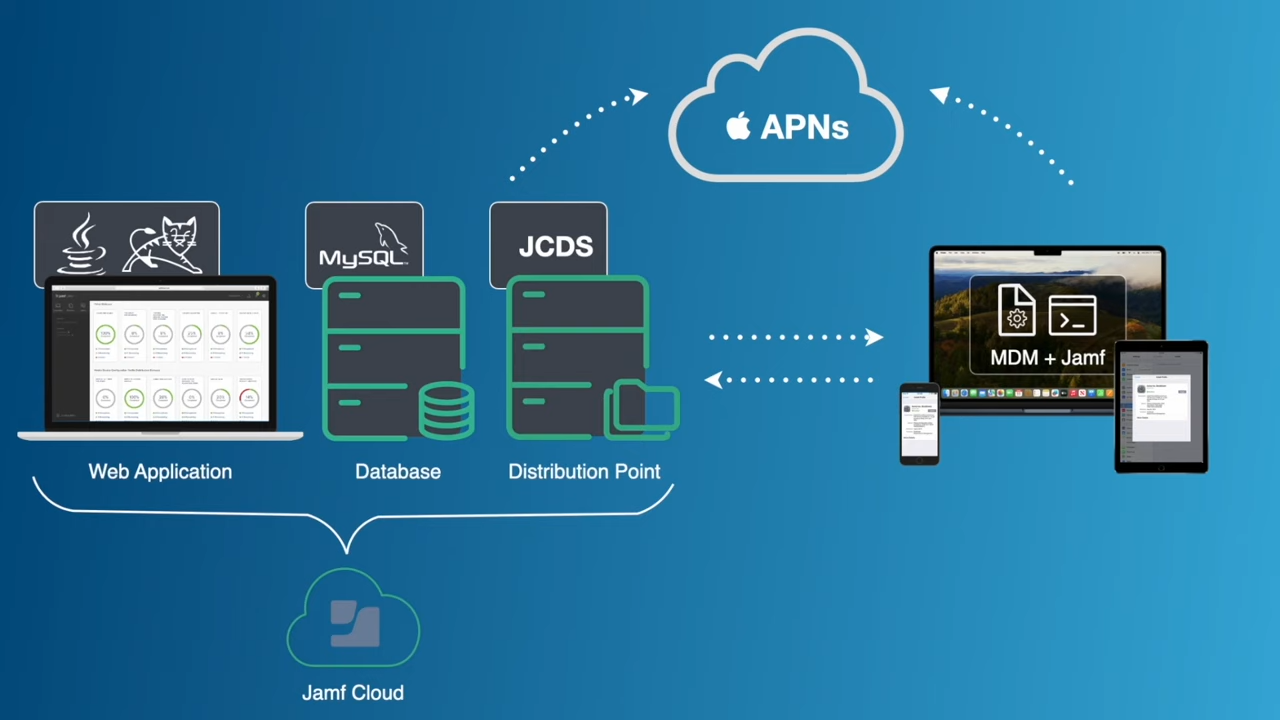 APNs
MySQL
JCDS
MDM + Jamf
Web Application
Database
Distribution Point
Jamf Cloud